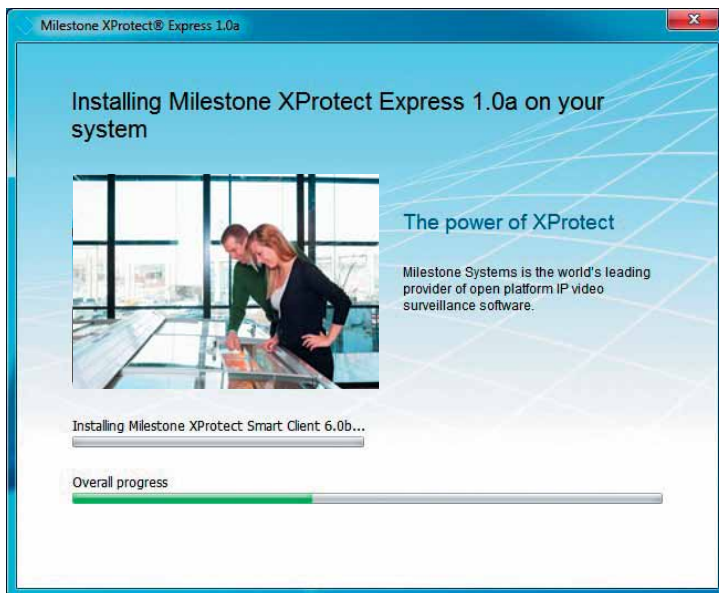 Milestone XProtect® Express 1.0a
Installing Milestone XProtect Express 1.0a on your
system
The power of XProtect
Milestone Systems is the world's leading
provider of open platform IP video
surveillance software.
Installing Milestone XProtect Smart Client 6.0b...
Overall progress